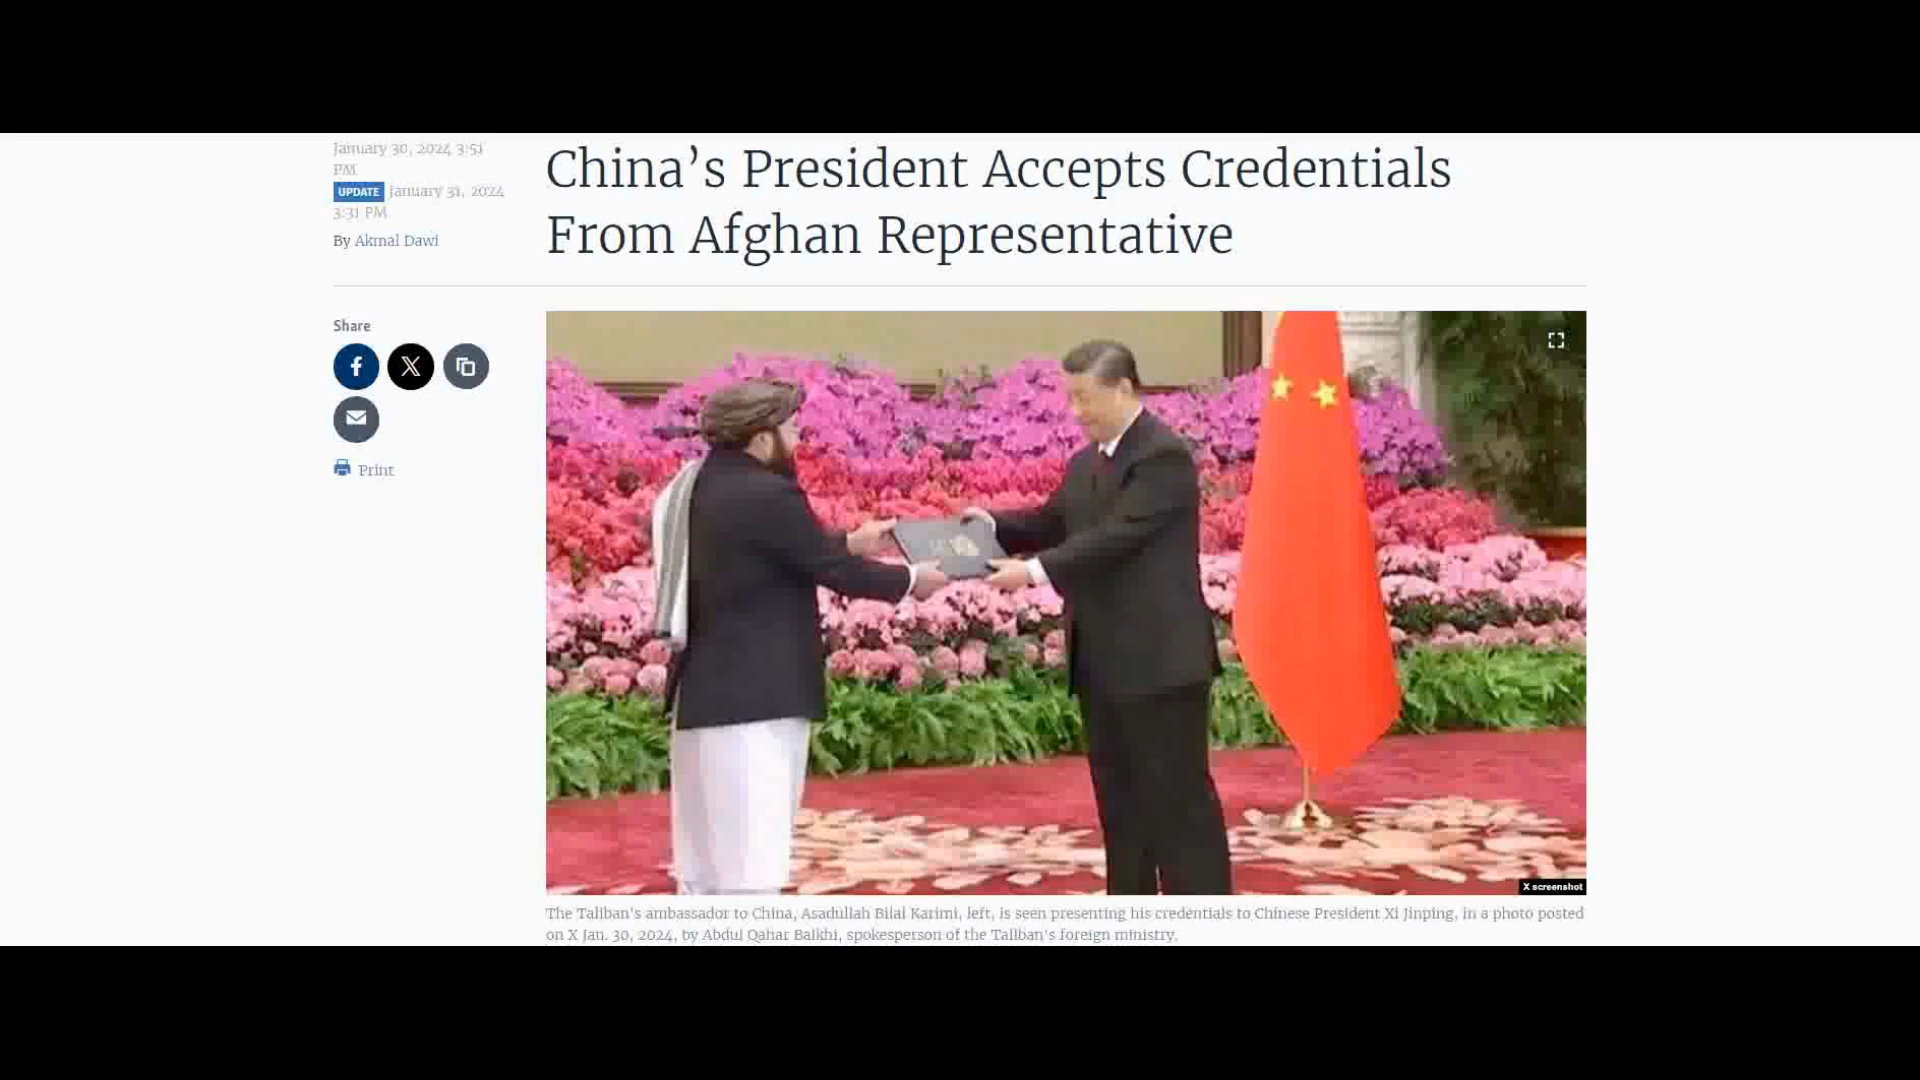 January 30, 2024 3:51
PM
UPDATE January 31, 2024
3:31 PM
By Akmal Dawi
China’s President Accepts Credentials
From Afghan Representative
Share
Print
X screenshot
The Taliban's ambassador to China, Asadullah Bilal Karimi, left, is seen presenting his credentials to Chinese President Xi Jinping, in a photo posted
on X Jan. 30, 2024, by Abdul Qahar Balkhi, spokesperson of the Taliban's foreign ministry.